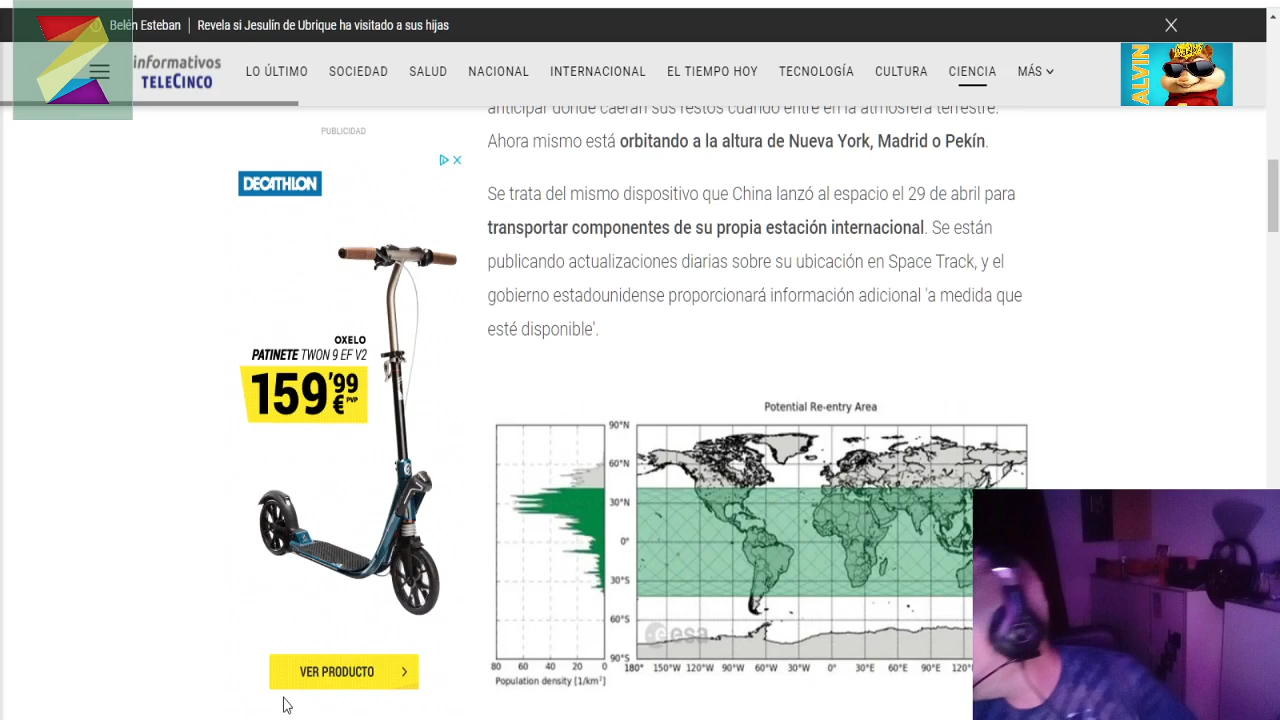 Belén Esteban | Revela si Jesulín de Ubrique ha visitado a sus hijas
informativos
TELECINCO
LO ÚLTIMO SOCIEDAD SALUD NACIONAL INTERNACIONAL EL TIEMPO HOY TECNOLOGÍA CULTURA CIENCIA MÁS
ALVIN
PUBLICIDAD
DECATHLON
OXELO
PATINETE TWON 9 EF V2
159'99
€ PVP
VER PRODUCTO
anticipar dónde caerán sus restos cuando entre en la atmósfera terrestre.
Ahora mismo está orbitando a la altura de Nueva York, Madrid o Pekín.
Se trata del mismo dispositivo que China lanzó al espacio el 29 de abril para
transportar componentes de su propia estación internacional. Se están
publicando actualizaciones diarias sobre su ubicación en Space Track, y el
gobierno estadounidense proporcionará información adicional 'a medida que
esté disponible'.
Potential Re-entry Area
90°N
60°N
30°N
0°
30°S
60°S
90°S
esa
80 60 40 20 0
Population density [1/km²]
180° 150°W 120°W 90°W 60°W 30°W 0° 30°E 60°E 90°E